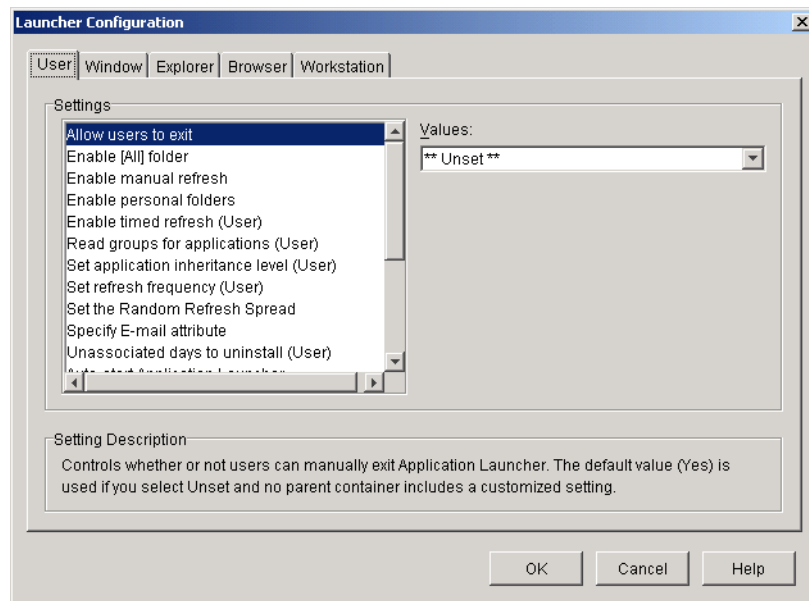 Launcher Configuration
User Window Explorer Browser Workstation
Settings
Allow users to exit
Enable [All] folder
Enable manual refresh
Enable personal folders
Enable timed refresh (User)
Read groups for applications (User)
Set application inheritance level (User)
Set refresh frequency (User)
Set the Random Refresh Spread
Specify E-mail attribute
Unassociated days to uninstall (User)
Auto-start Application Launcher
Values:
** Unset **
Setting Description
Controls whether or not users can manually exit Application Launcher. The default value (Yes) is
used if you select Unset and no parent container includes a customized setting.
OK Cancel Help